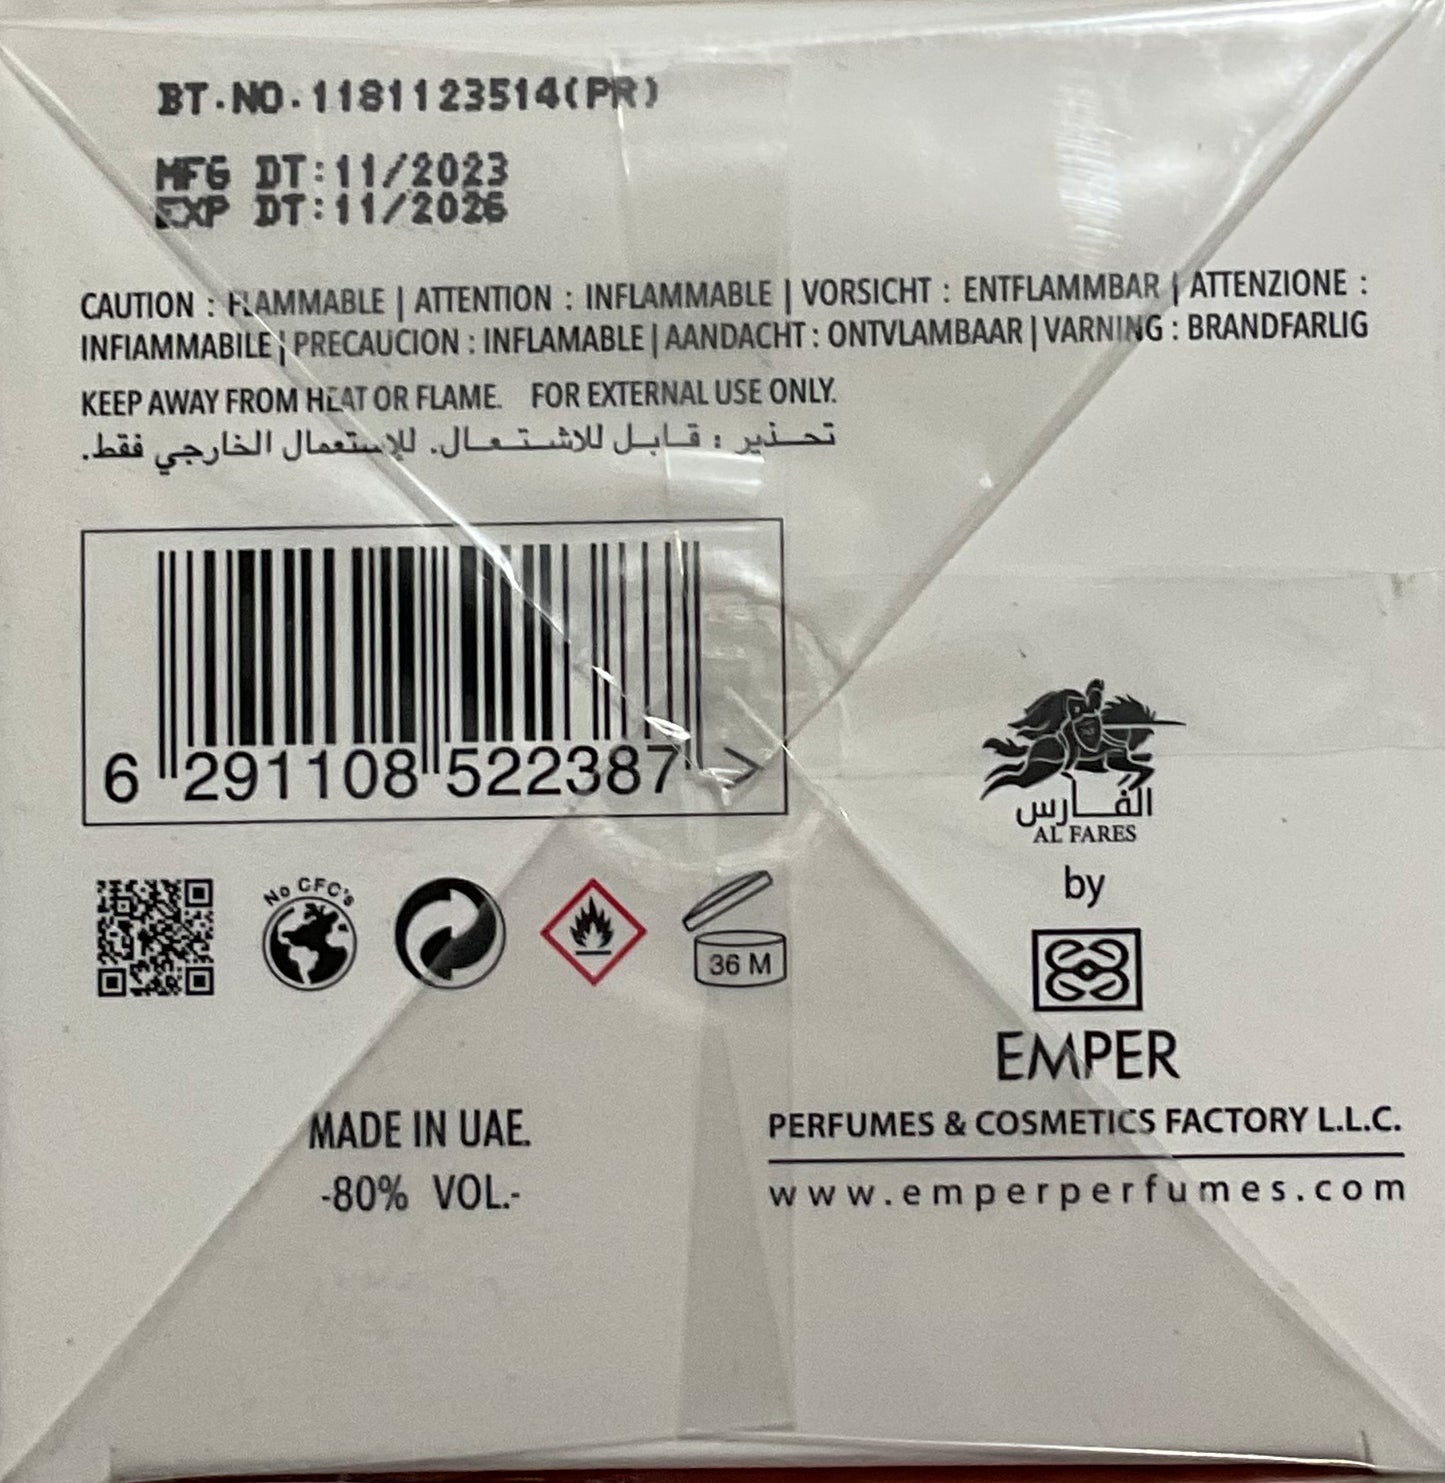 BT.NO.1181123514(PR)
MFG DT:11/2023
EXP DT:11/2026
CAUTION : FLAMMABLE | ATTENTION : INFLAMMABLE | VORSICHT : ENTFLAMMBAR | ATTENZIONE :
INFIAMMABILE | PRECAUCION : INFLAMABLE | AANDACHT : ONTVLAMBAAR | VARNING : BRANDFARLIG
KEEP AWAY FROM HEAT OR FLAME. FOR EXTERNAL USE ONLY.
تحذير : قابل للاشتعال. للإستعمال الخارجي فقط.
6 291108 522387 >
No CFC's
36 M
الفارس
AL FARES
by
EMPER
PERFUMES & COSMETICS FACTORY L.L.C.
www.emperperfumes.com
MADE IN UAE.
-80% VOL.-